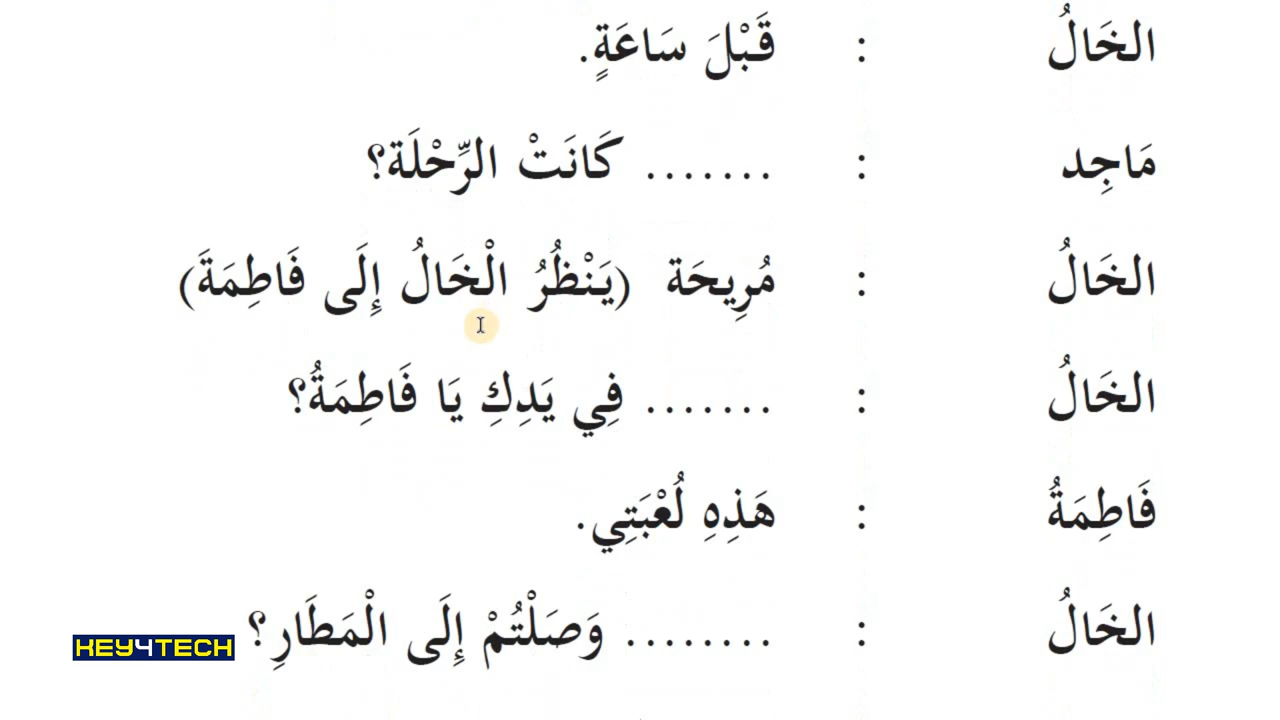 الخَالُ : قَبْلَ سَاعَةٍ.
مَاجِد : ....... كَانَتْ الرِّحْلَة؟
الخَالُ : مُرِيحَة (يَنْظُرُ الْخَالُ إِلَى فَاطِمَةَ)
الخَالُ : ....... فِي يَدِكِ يَا فَاطِمَةُ؟
فَاطِمَةُ : هَذِهِ لُعْبَتِي.
الخَالُ : ........ وَصَلْتُمْ إِلَى الْمَطَارِ؟
KEY4TECH